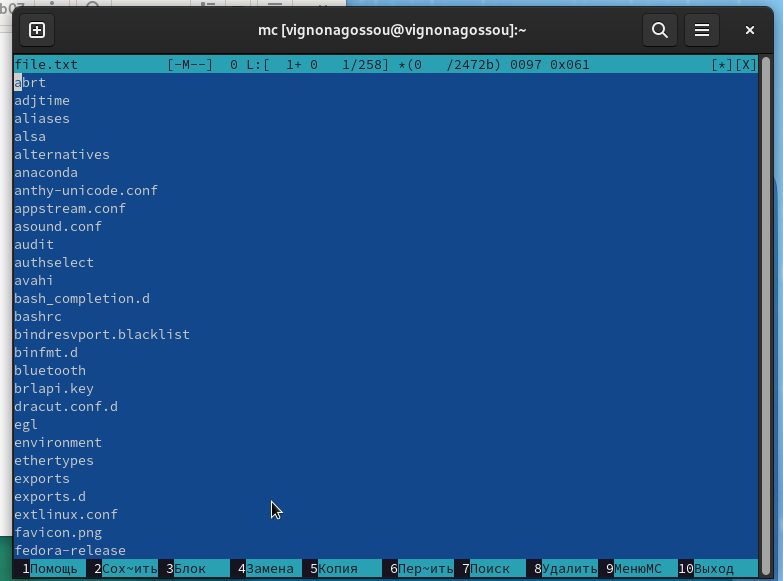 mc [vignonagossou@vignonagossou]:~
file.txt [-M--] 0 L:[ 1+ 0 1/258] *(0 /2472b) 0097 0x061 [*][X]
abrt
adjtime
aliases
alsa
alternatives
anaconda
anthy-unicode.conf
appstream.conf
asound.conf
audit
authselect
avahi
bash_completion.d
bashrc
bindresvport.blacklist
binfmt.d
bluetooth
brlapi.key
dracut.conf.d
egl
environment
ethertypes
exports
exports.d
extlinux.conf
favicon.png
fedora-release
1Помощь 2Сох~ить 3Блок 4Замена 5Копия 6Пер~ить 7Поиск 8Удалить 9МенюMC 10Выход